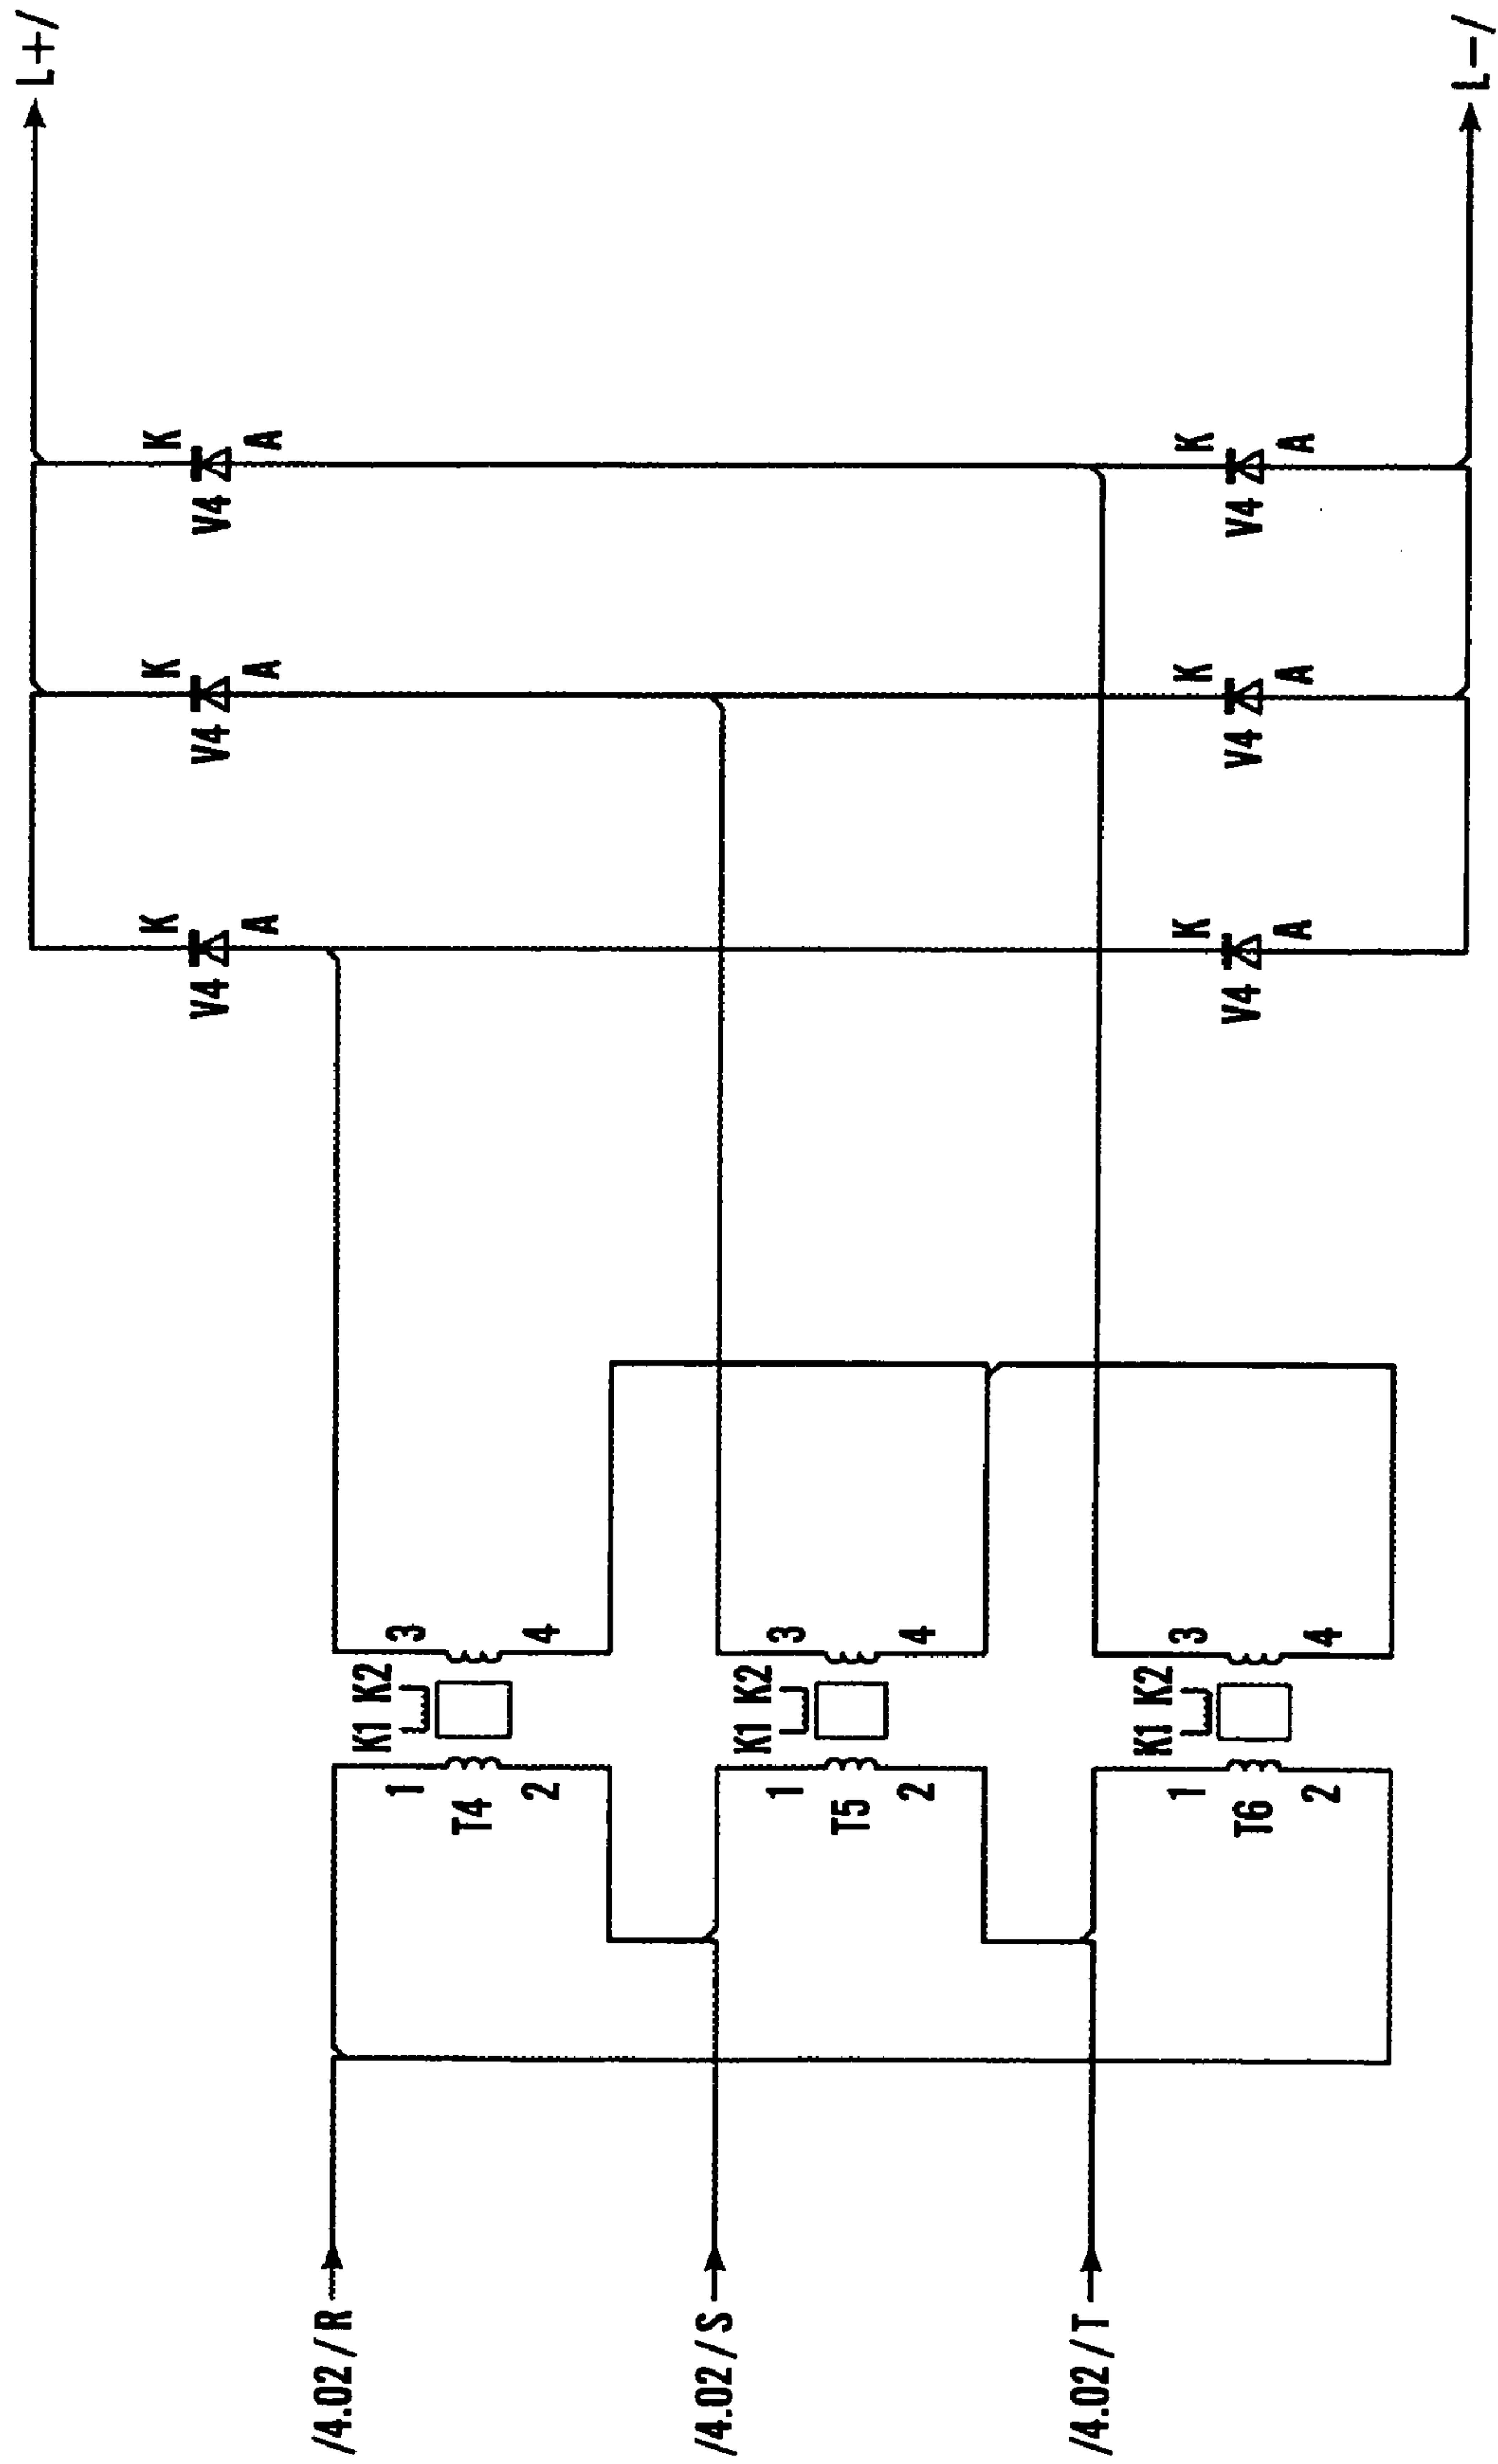 L+/
K K K
V4 V4 V4
A A A
/4.02/R
K1 K2
1 3
T4
2 4
/4.02/S
K1 K2
1 3
T5
2 4
/4.02/T
K1 K2
1 3
K K K
T6
V4 V4 V4
A A A
2 4
L-/